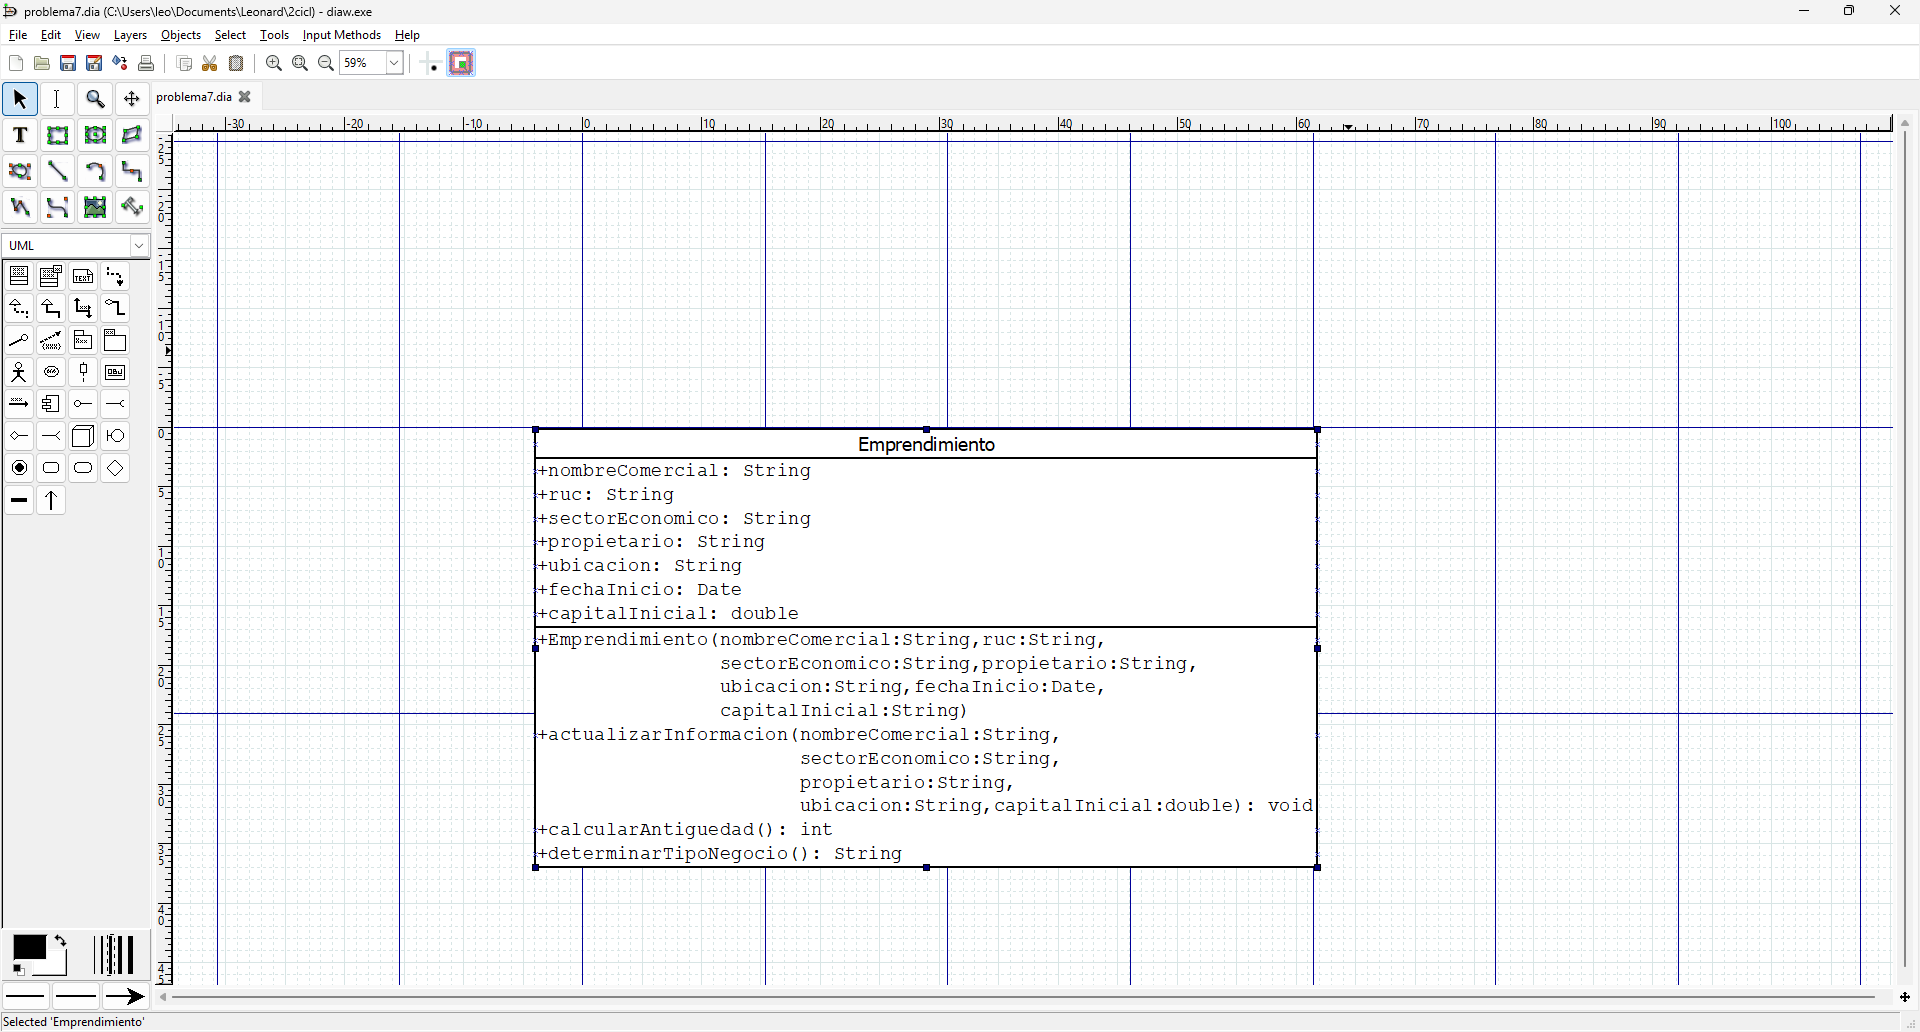 problema7.dia (C:\Users\leo\Documents\Leonard\2cicl) - diaw.exe
File Edit View Layers Objects Select Tools Input Methods Help
59%
problema7.dia
-30 -20 -10 0 10 20 30 40 50 60 70 80 90 100
T
UML
Emprendimiento
+nombreComercial: String
+ruc: String
+sectorEconomico: String
+propietario: String
+ubicacion: String
+fechaInicio: Date
+capitalInicial: double
+Emprendimiento(nombreComercial:String,ruc:String,
sectorEconomico:String,propietario:String,
ubicacion:String,fechaInicio:Date,
capitalInicial:String)
+actualizarInformacion(nombreComercial:String,
sectorEconomico:String,
propietario:String,
ubicacion:String,capitalInicial:double): void
+calcularAntiguedad(): int
+determinarTipoNegocio(): String
Selected 'Emprendimiento'